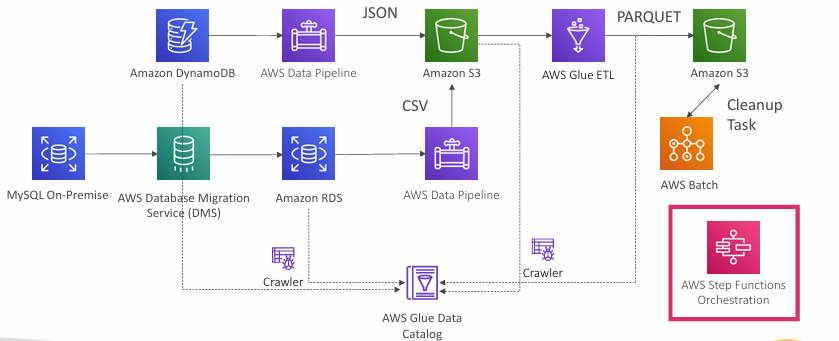 JSON
PARQUET
Amazon DynamoDB
AWS Data Pipeline
Amazon S3
AWS Glue ETL
Amazon S3
CSV
Cleanup
Task
MySQL On-Premise
AWS Database Migration
Service (DMS)
Amazon RDS
AWS Data Pipeline
AWS Batch
Crawler
Crawler
AWS Glue Data
Catalog
AWS Step Functions
Orchestration